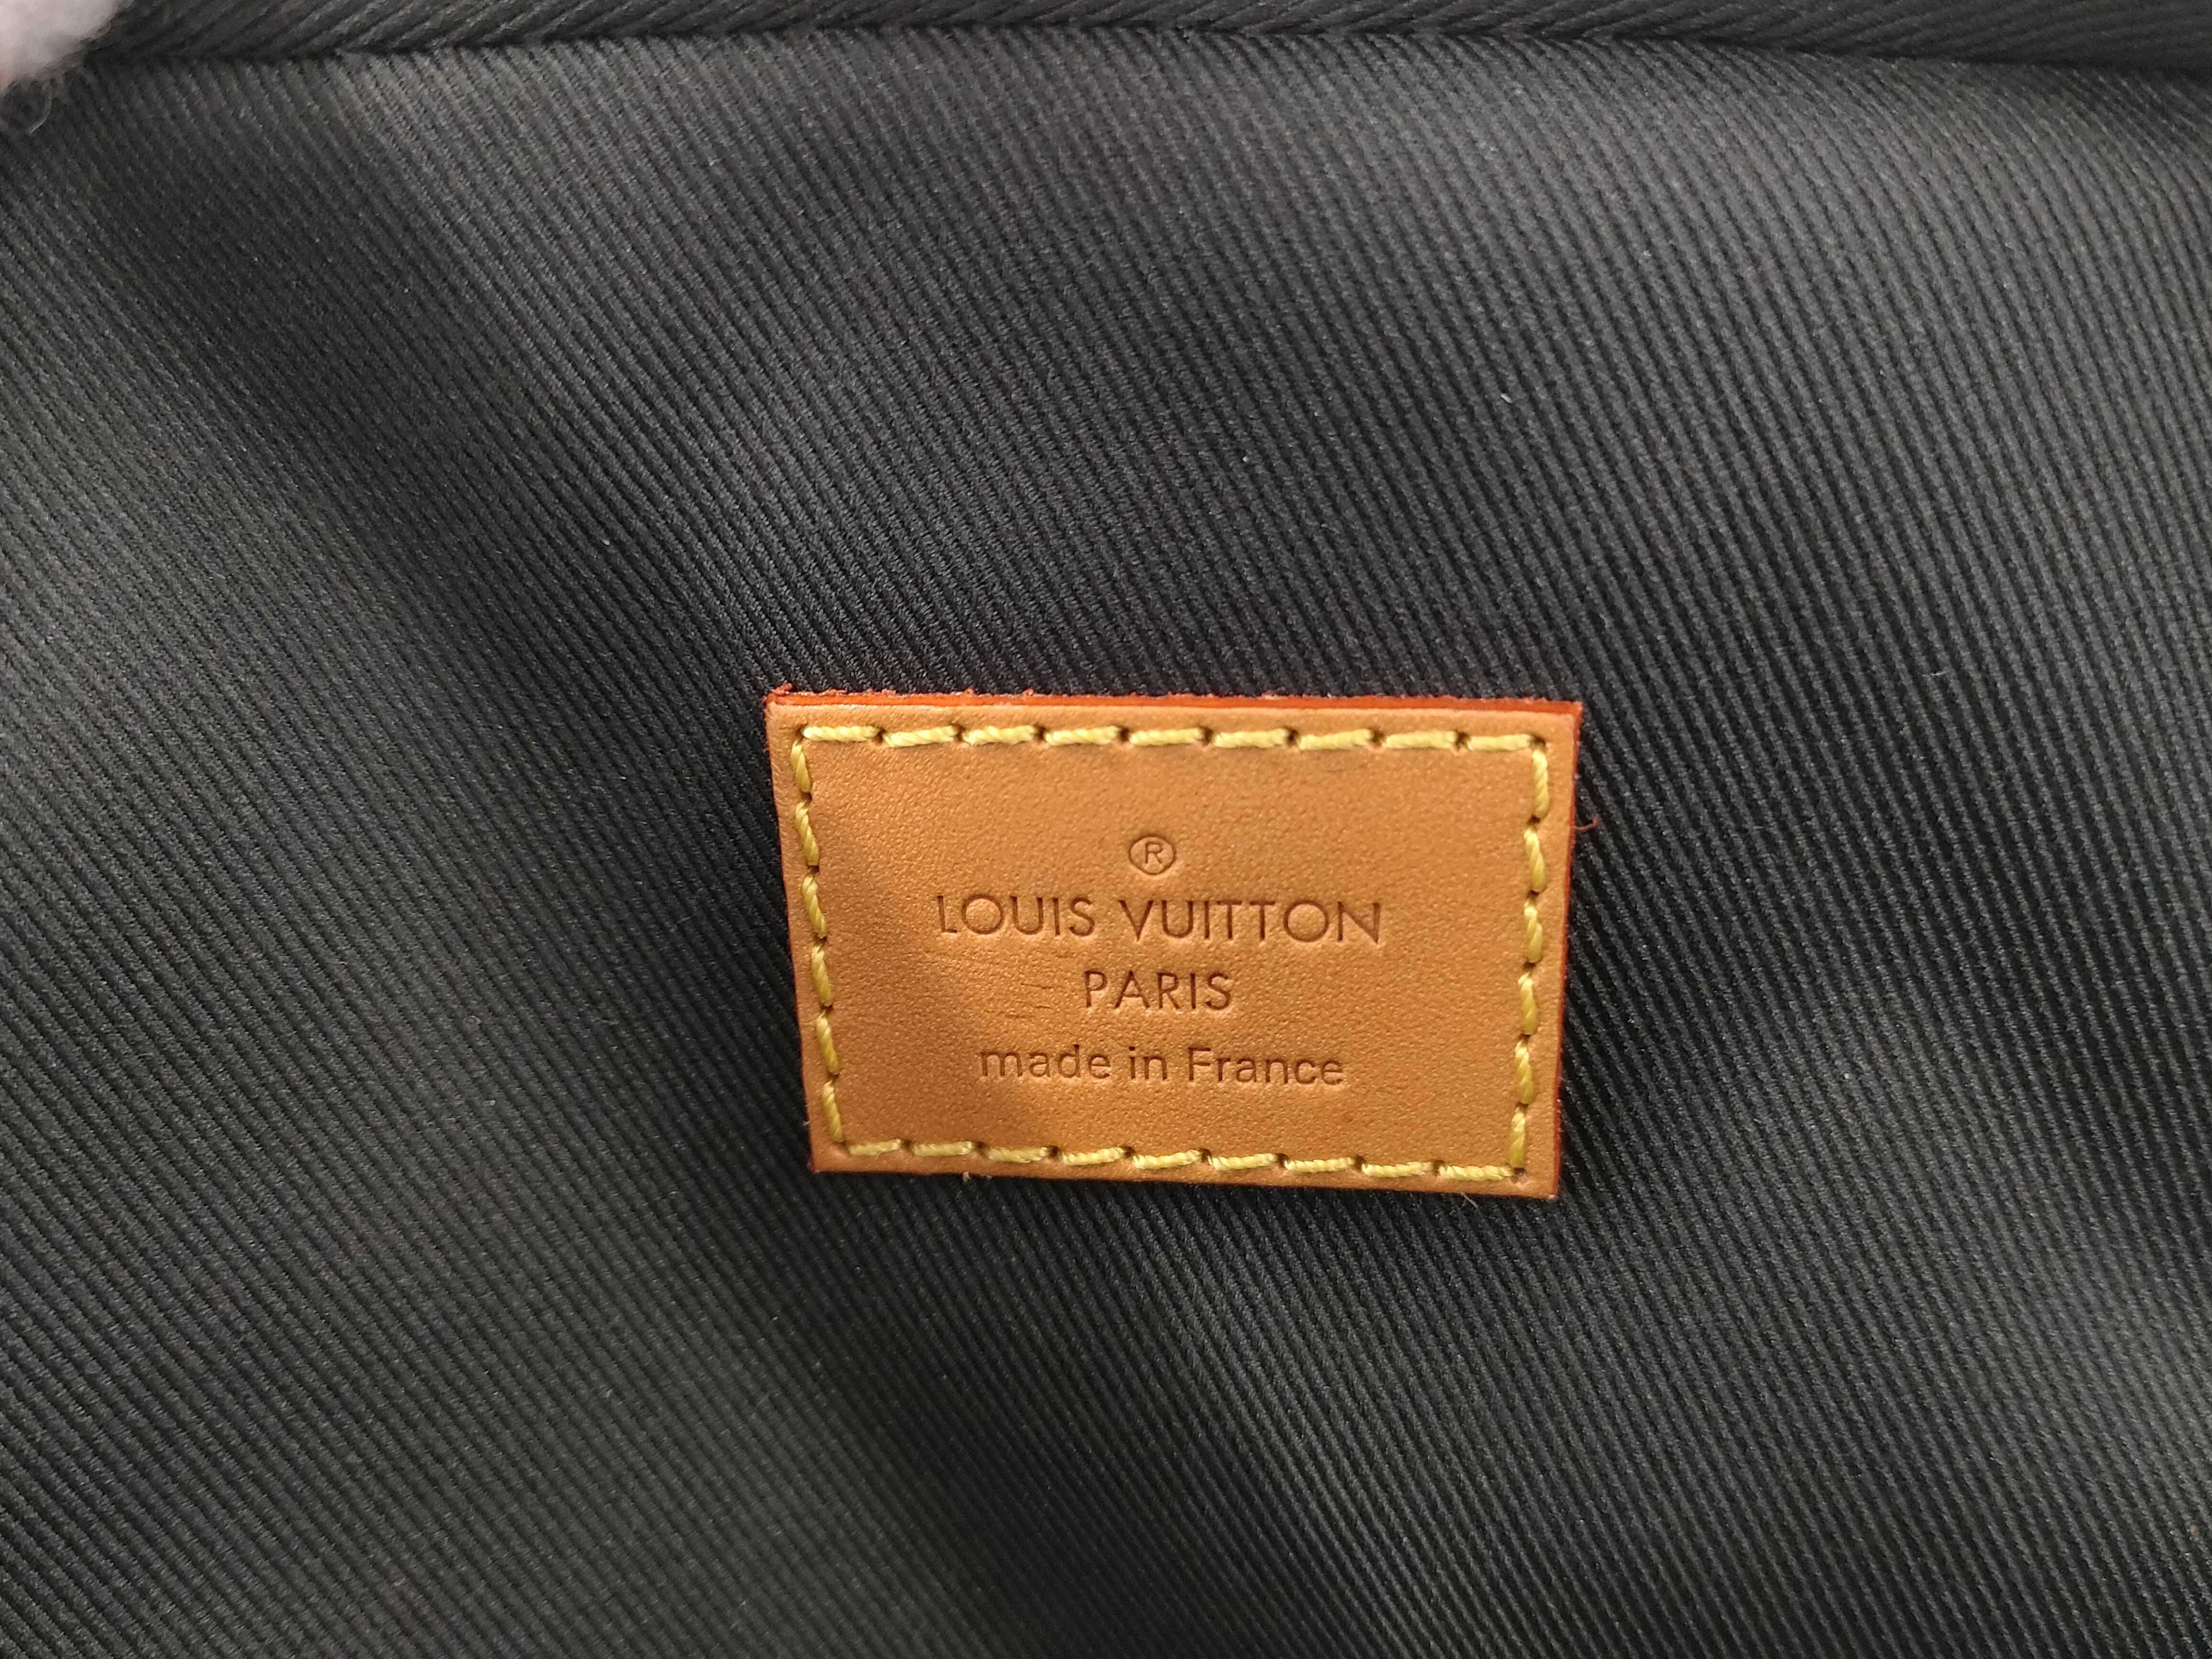 ®
LOUIS VUITTON
PARIS
made in France